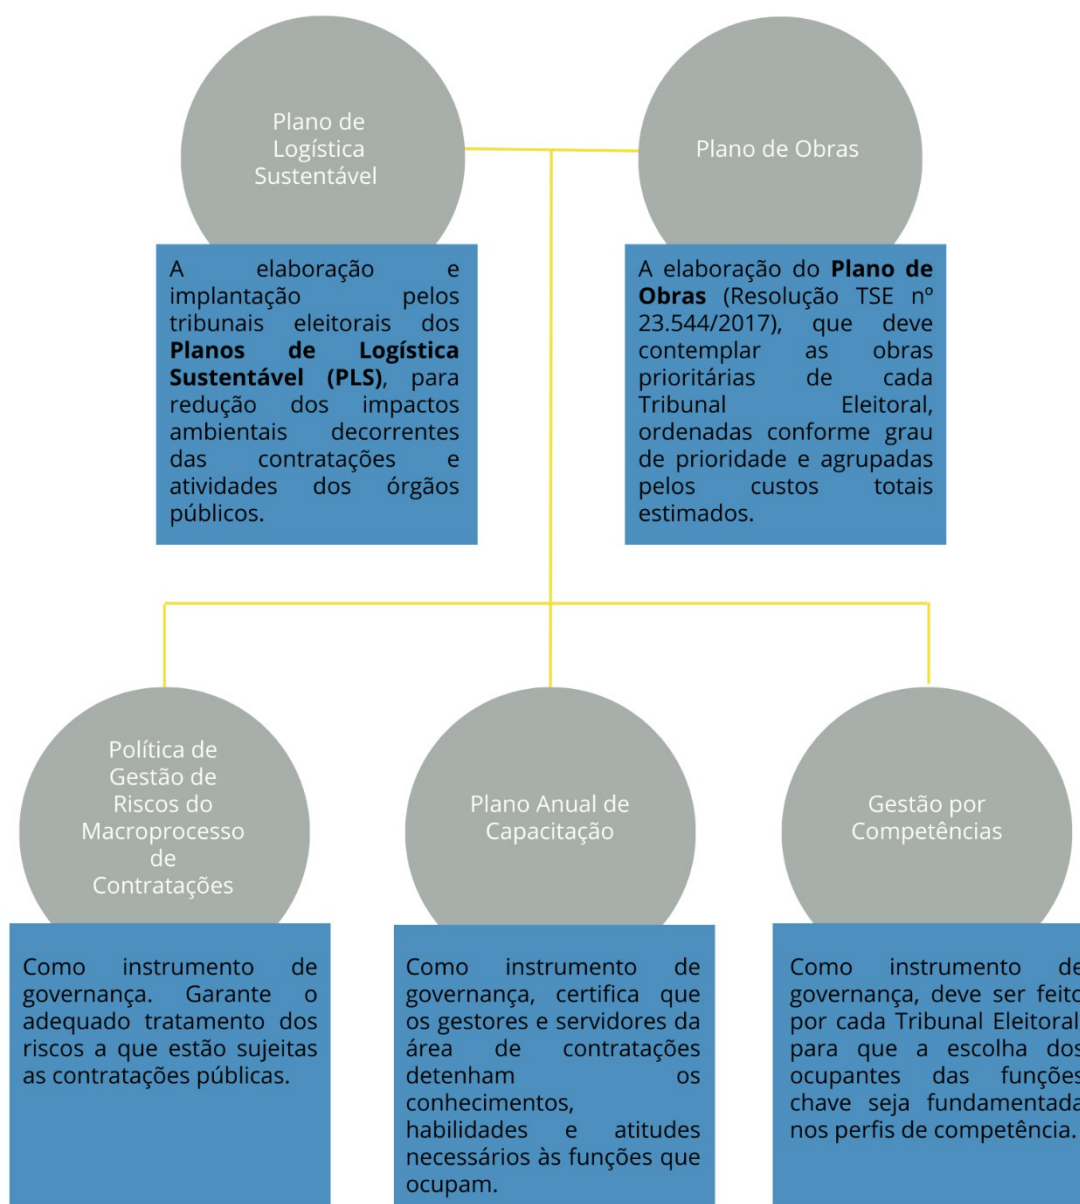 Plano de
Logística
Sustentável
Plano de Obras
A elaboração e
implantação pelos
tribunais eleitorais dos
Planos de Logística
Sustentável (PLS), para
redução dos impactos
ambientais decorrentes
das contratações e
atividades dos órgãos
públicos.
A elaboração do Plano de
Obras (Resolução TSE nº
23.544/2017), que deve
contemplar as obras
prioritárias de cada
Tribunal Eleitoral,
ordenadas conforme grau
de prioridade e agrupadas
pelos custos totais
estimados.
Política de
Gestão de
Riscos do
Macroprocesso
de
Contratações
Plano Anual de
Capacitação
Gestão por
Competências
Como instrumento de
governança. Garante o
adequado tratamento dos
riscos a que estão sujeitas
as contratações públicas.
Como instrumento de
governança, certifica que
os gestores e servidores da
área de contratações
detenham os
conhecimentos,
habilidades e atitudes
necessários às funções que
ocupam.
Como instrumento de
governança, deve ser feito
por cada Tribunal Eleitoral
para que a escolha dos
ocupantes das funções
chave seja fundamentada
nos perfis de competência.